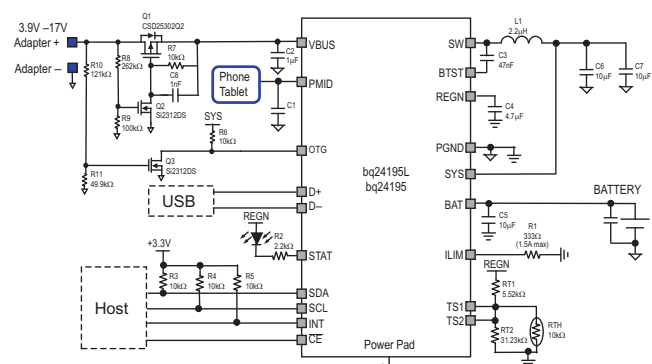 3.9V –17V
Adapter +
Adapter –
Q1
CSD25302Q2
R10
121kΩ
R8
262kΩ
R7
10kΩ
C8
1nF
Q2
Si2312DS
R9
100kΩ
Q3
Si2312DS
R11
49.9kΩ
SYS
R6
10kΩ
Phone
Tablet
C2
1μF
C1
USB
REGN
R2
2.2kΩ
+3.3V
R3
10kΩ
R4
10kΩ
R5
10kΩ
Host
VBUS
PMID
OTG
D+
D–
STAT
SDA
SCL
INT
CE
bq24195L
bq24195
Power Pad
SW
BTST
REGN
PGND
SYS
BAT
ILIM
TS1
TS2
L1
2.2μH
C3
47nF
C4
4.7μF
C6
10μF
C7
10μF
C5
10μF
BATTERY
R1
333Ω
(1.5A max)
REGN
RT1
5.52kΩ
RT2
31.23kΩ
RTH
10kΩ